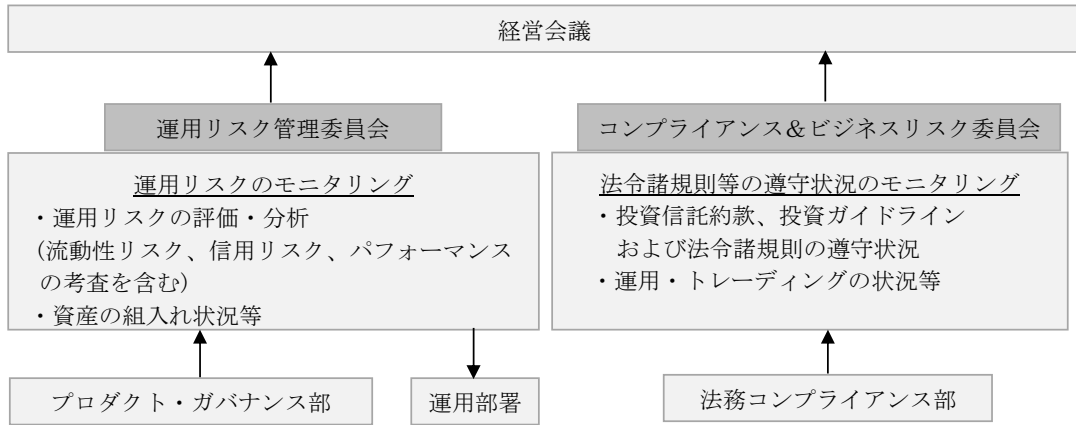 経営会議
運用リスク管理委員会
運用リスクのモニタリング
・運用リスクの評価・分析
(流動性リスク、信用リスク、パフォーマンス
の考査を含む)
・資産の組入れ状況等
プロダクト・ガバナンス部
運用部署
コンプライアンス＆ビジネスリスク委員会
法令諸規則等の遵守状況のモニタリング
・投資信託約款、投資ガイドライン
および法令諸規則の遵守状況
・運用・トレーディングの状況等
法務コンプライアンス部